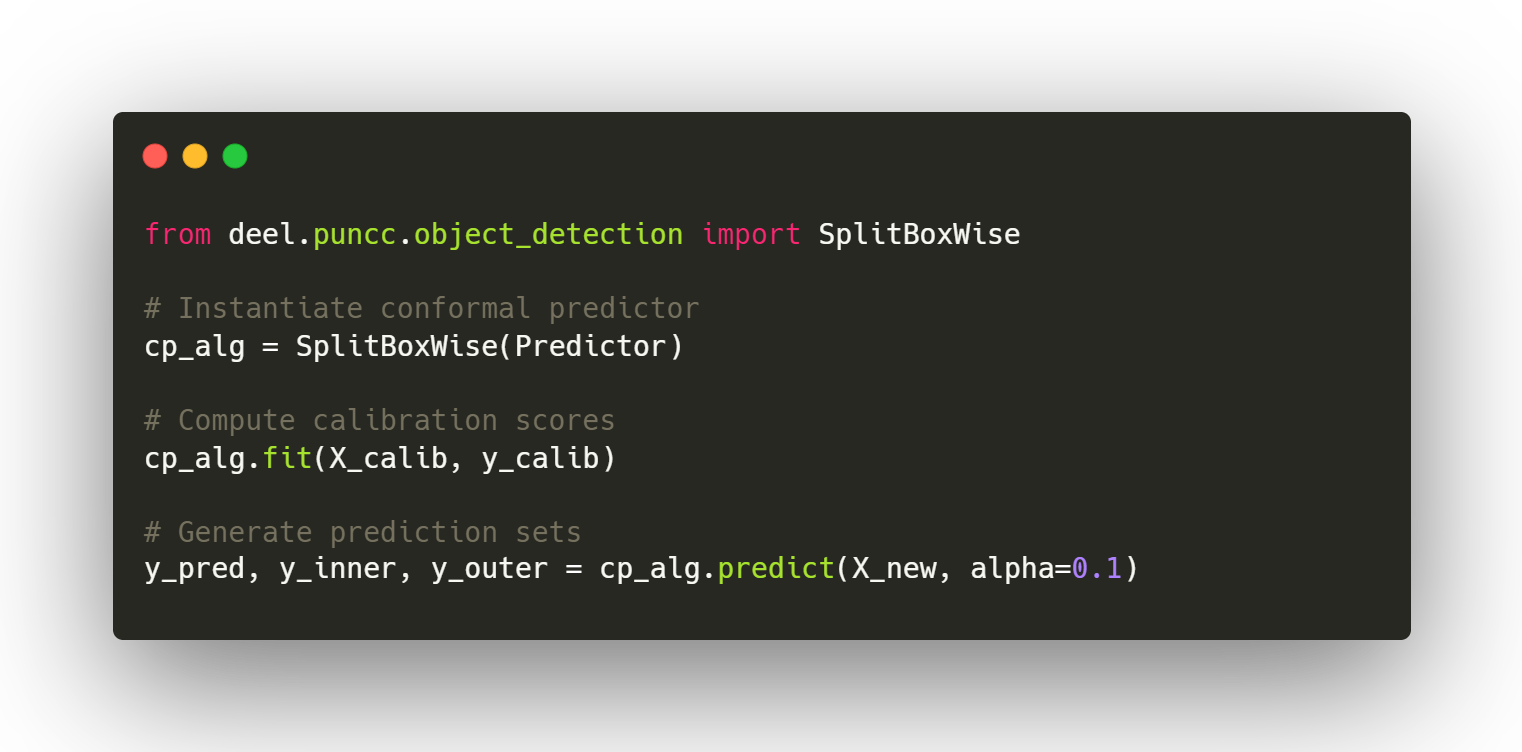 from deel.puncc.object_detection import SplitBoxWise
# Instantiate conformal predictor
cp_alg = SplitBoxWise(Predictor)
# Compute calibration scores
cp_alg.fit(X_calib, y_calib)
# Generate prediction sets
y_pred, y_inner, y_outer = cp_alg.predict(X_new, alpha=0.1)